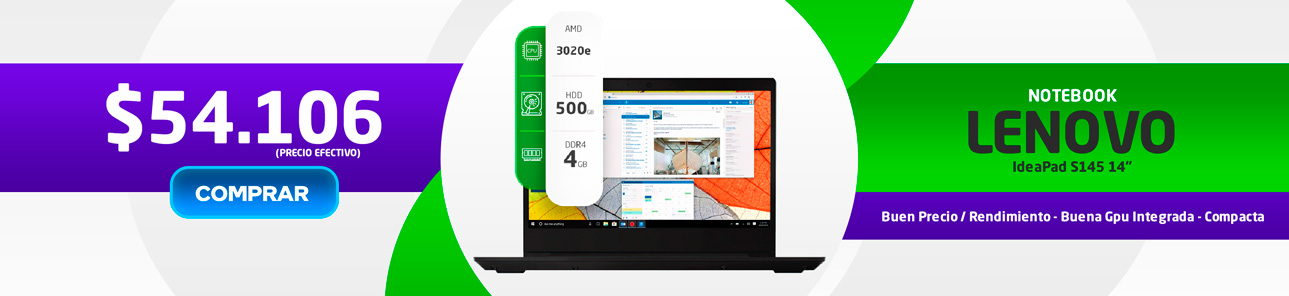 $54.106
(PRECIO EFECTIVO)
COMPRAR
CPU
AMD
3020e
HDD
500GB
DDR4
4GB
NOTEBOOK
LENOVO
IdeaPad S145 14”
Buen Precio / Rendimiento - Buena Gpu Integrada - Compacta